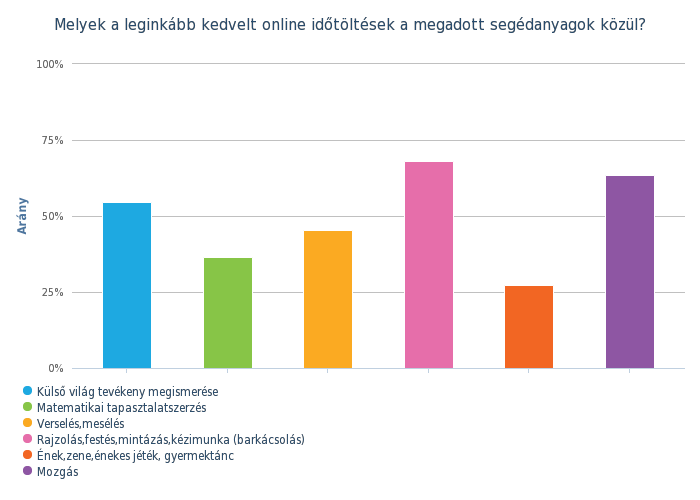 Melyek a leginkább kedvelt online időtöltések a megadott segédanyagok közül?
100%
75%
50%
25%
0%
Arány
Külső világ tevékeny megismerése
Matematikai tapasztalatszerzés
Verselés,mesélés
Rajzolás,festés,mintázás,kézimunka (barkácsolás)
Ének,zene,énekes jéték, gyermektánc
Mozgás